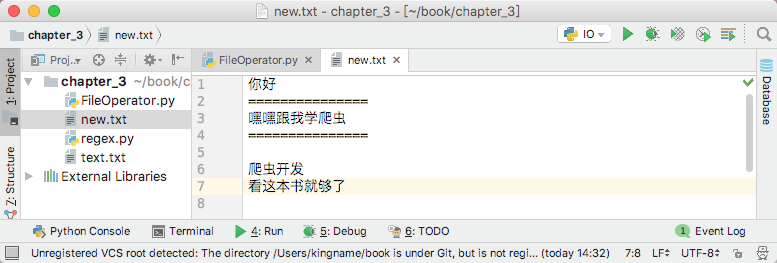 new.txt - chapter_3 - [~/book/chapter_3]
chapter_3 new.txt IO
Proj.. FileOperator.py new.txt
1: Project
Z: Structure
chapter_3 ~/book/c
FileOperator.py
new.txt
regex.py
text.txt
External Libraries
1 你好
2 ===============
3 嘿嘿跟我学爬虫
4 ===============
5
6 爬虫开发
7 看这本书就够了
8
Database
Python Console Terminal 4: Run 5: Debug 6: TODO 1 Event Log
Unregistered VCS root detected: The directory /Users/kingname/book is under Git, but is not regi... (today 14:32) 7:8 LF UTF-8